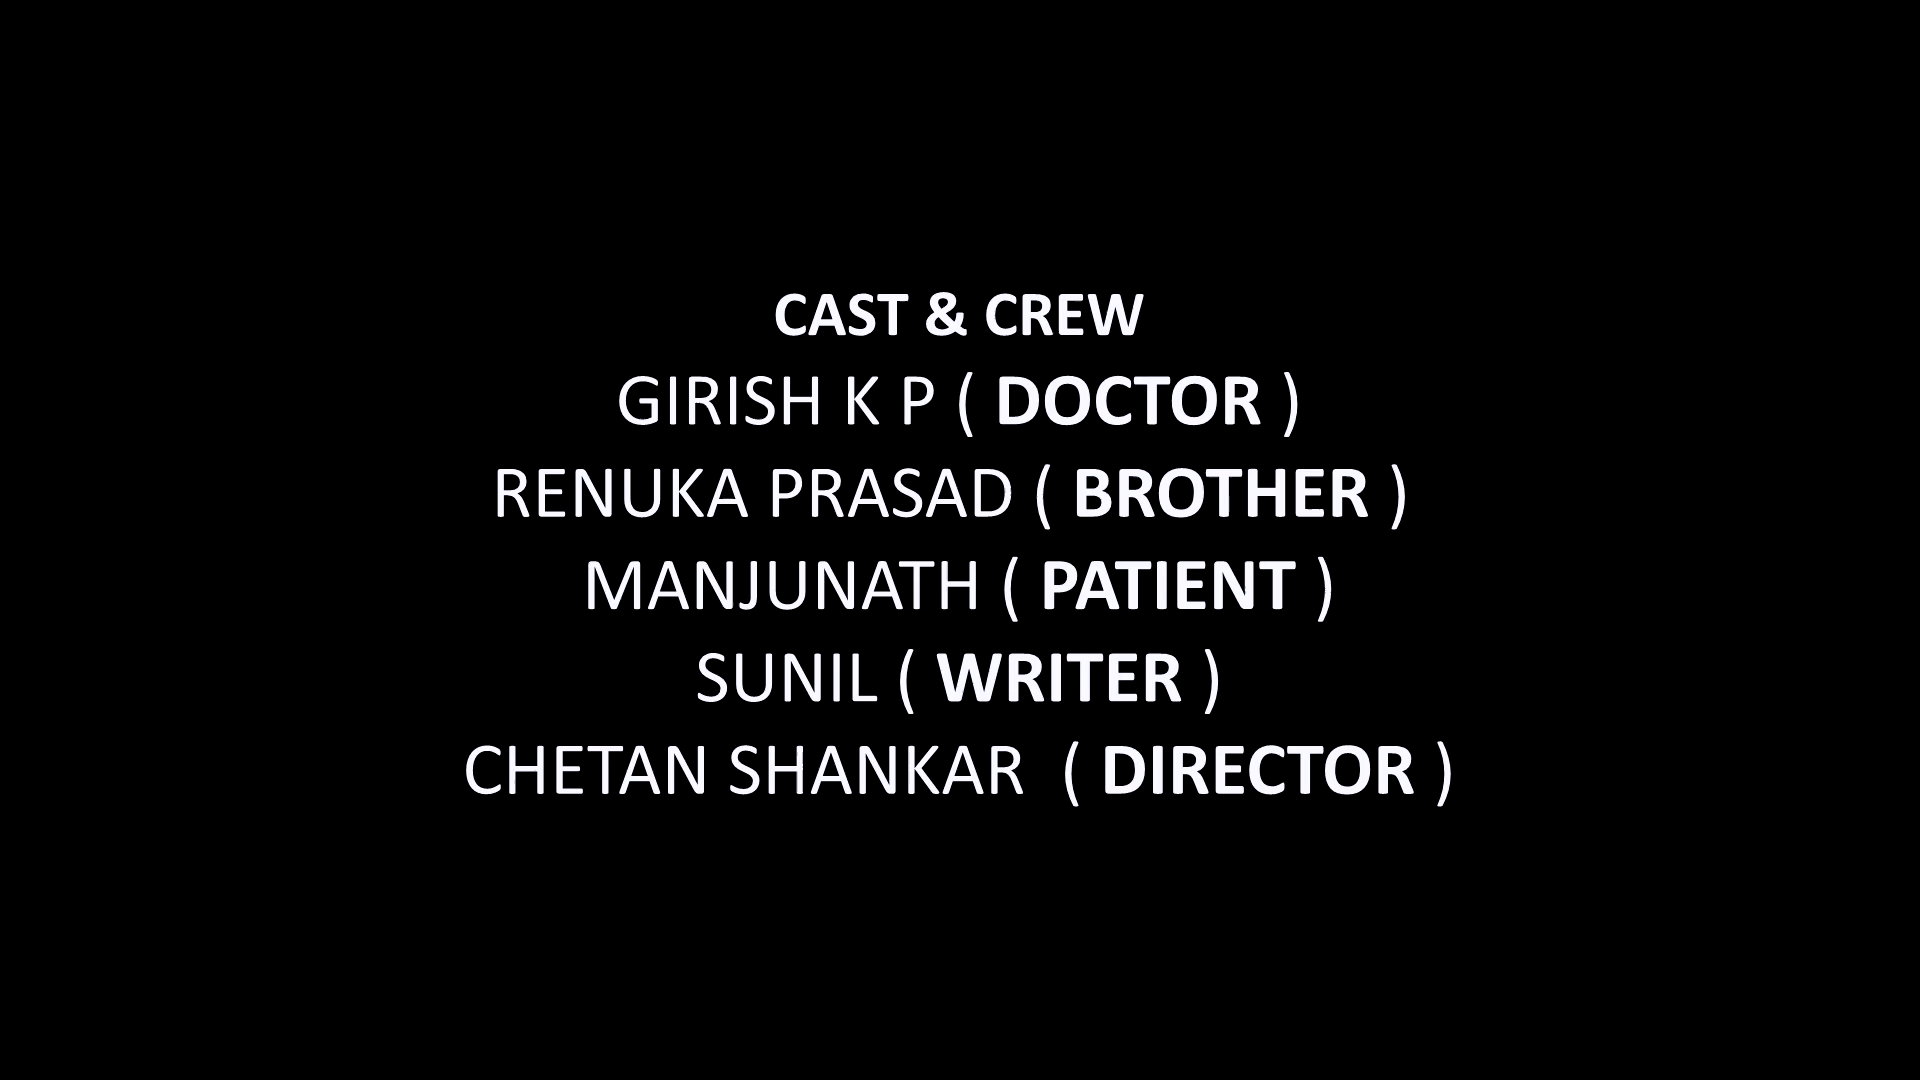 CAST & CREW
GIRISH K P ( DOCTOR )
RENUKA PRASAD ( BROTHER )
MANJUNATH ( PATIENT )
SUNIL ( WRITER )
CHETAN SHANKAR  ( DIRECTOR )